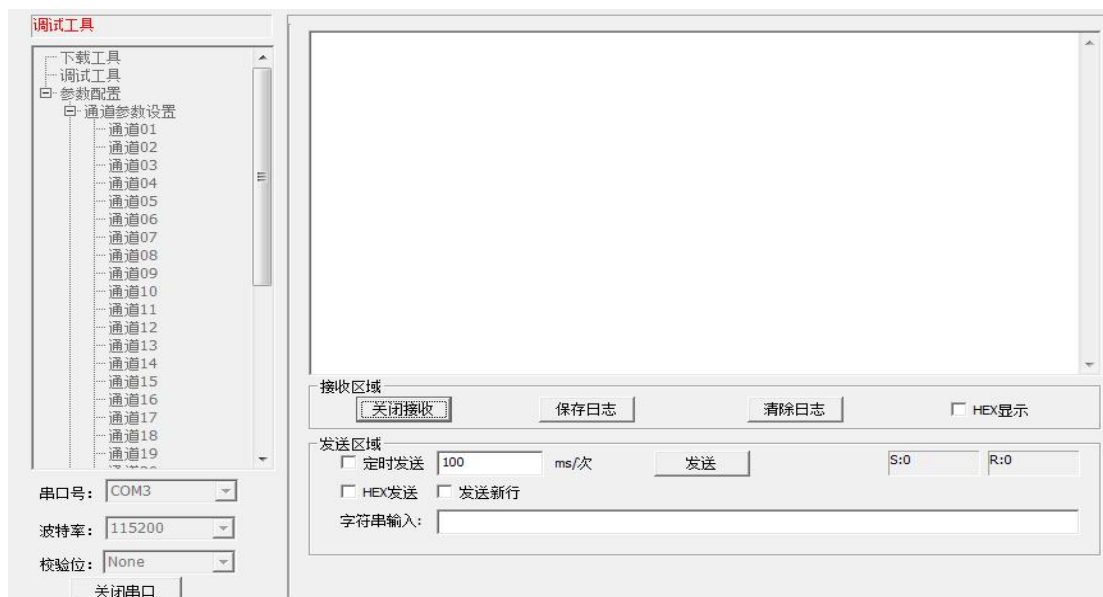 调试工具
下载工具
调试工具
参数配置
通道参数设置
通道01
通道02
通道03
通道04
通道05
通道06
通道07
通道08
通道09
通道10
通道11
通道12
通道13
通道14
通道15
通道16
通道17
通道18
通道19
串口号: COM3
波特率: 115200
校验位: None
关闭串口
接收区域
关闭接收 保存日志 清除日志 HEX显示
发送区域
定时发送 100 ms/次 发送 S:0 R:0
HEX发送 发送新行
字符串输入: